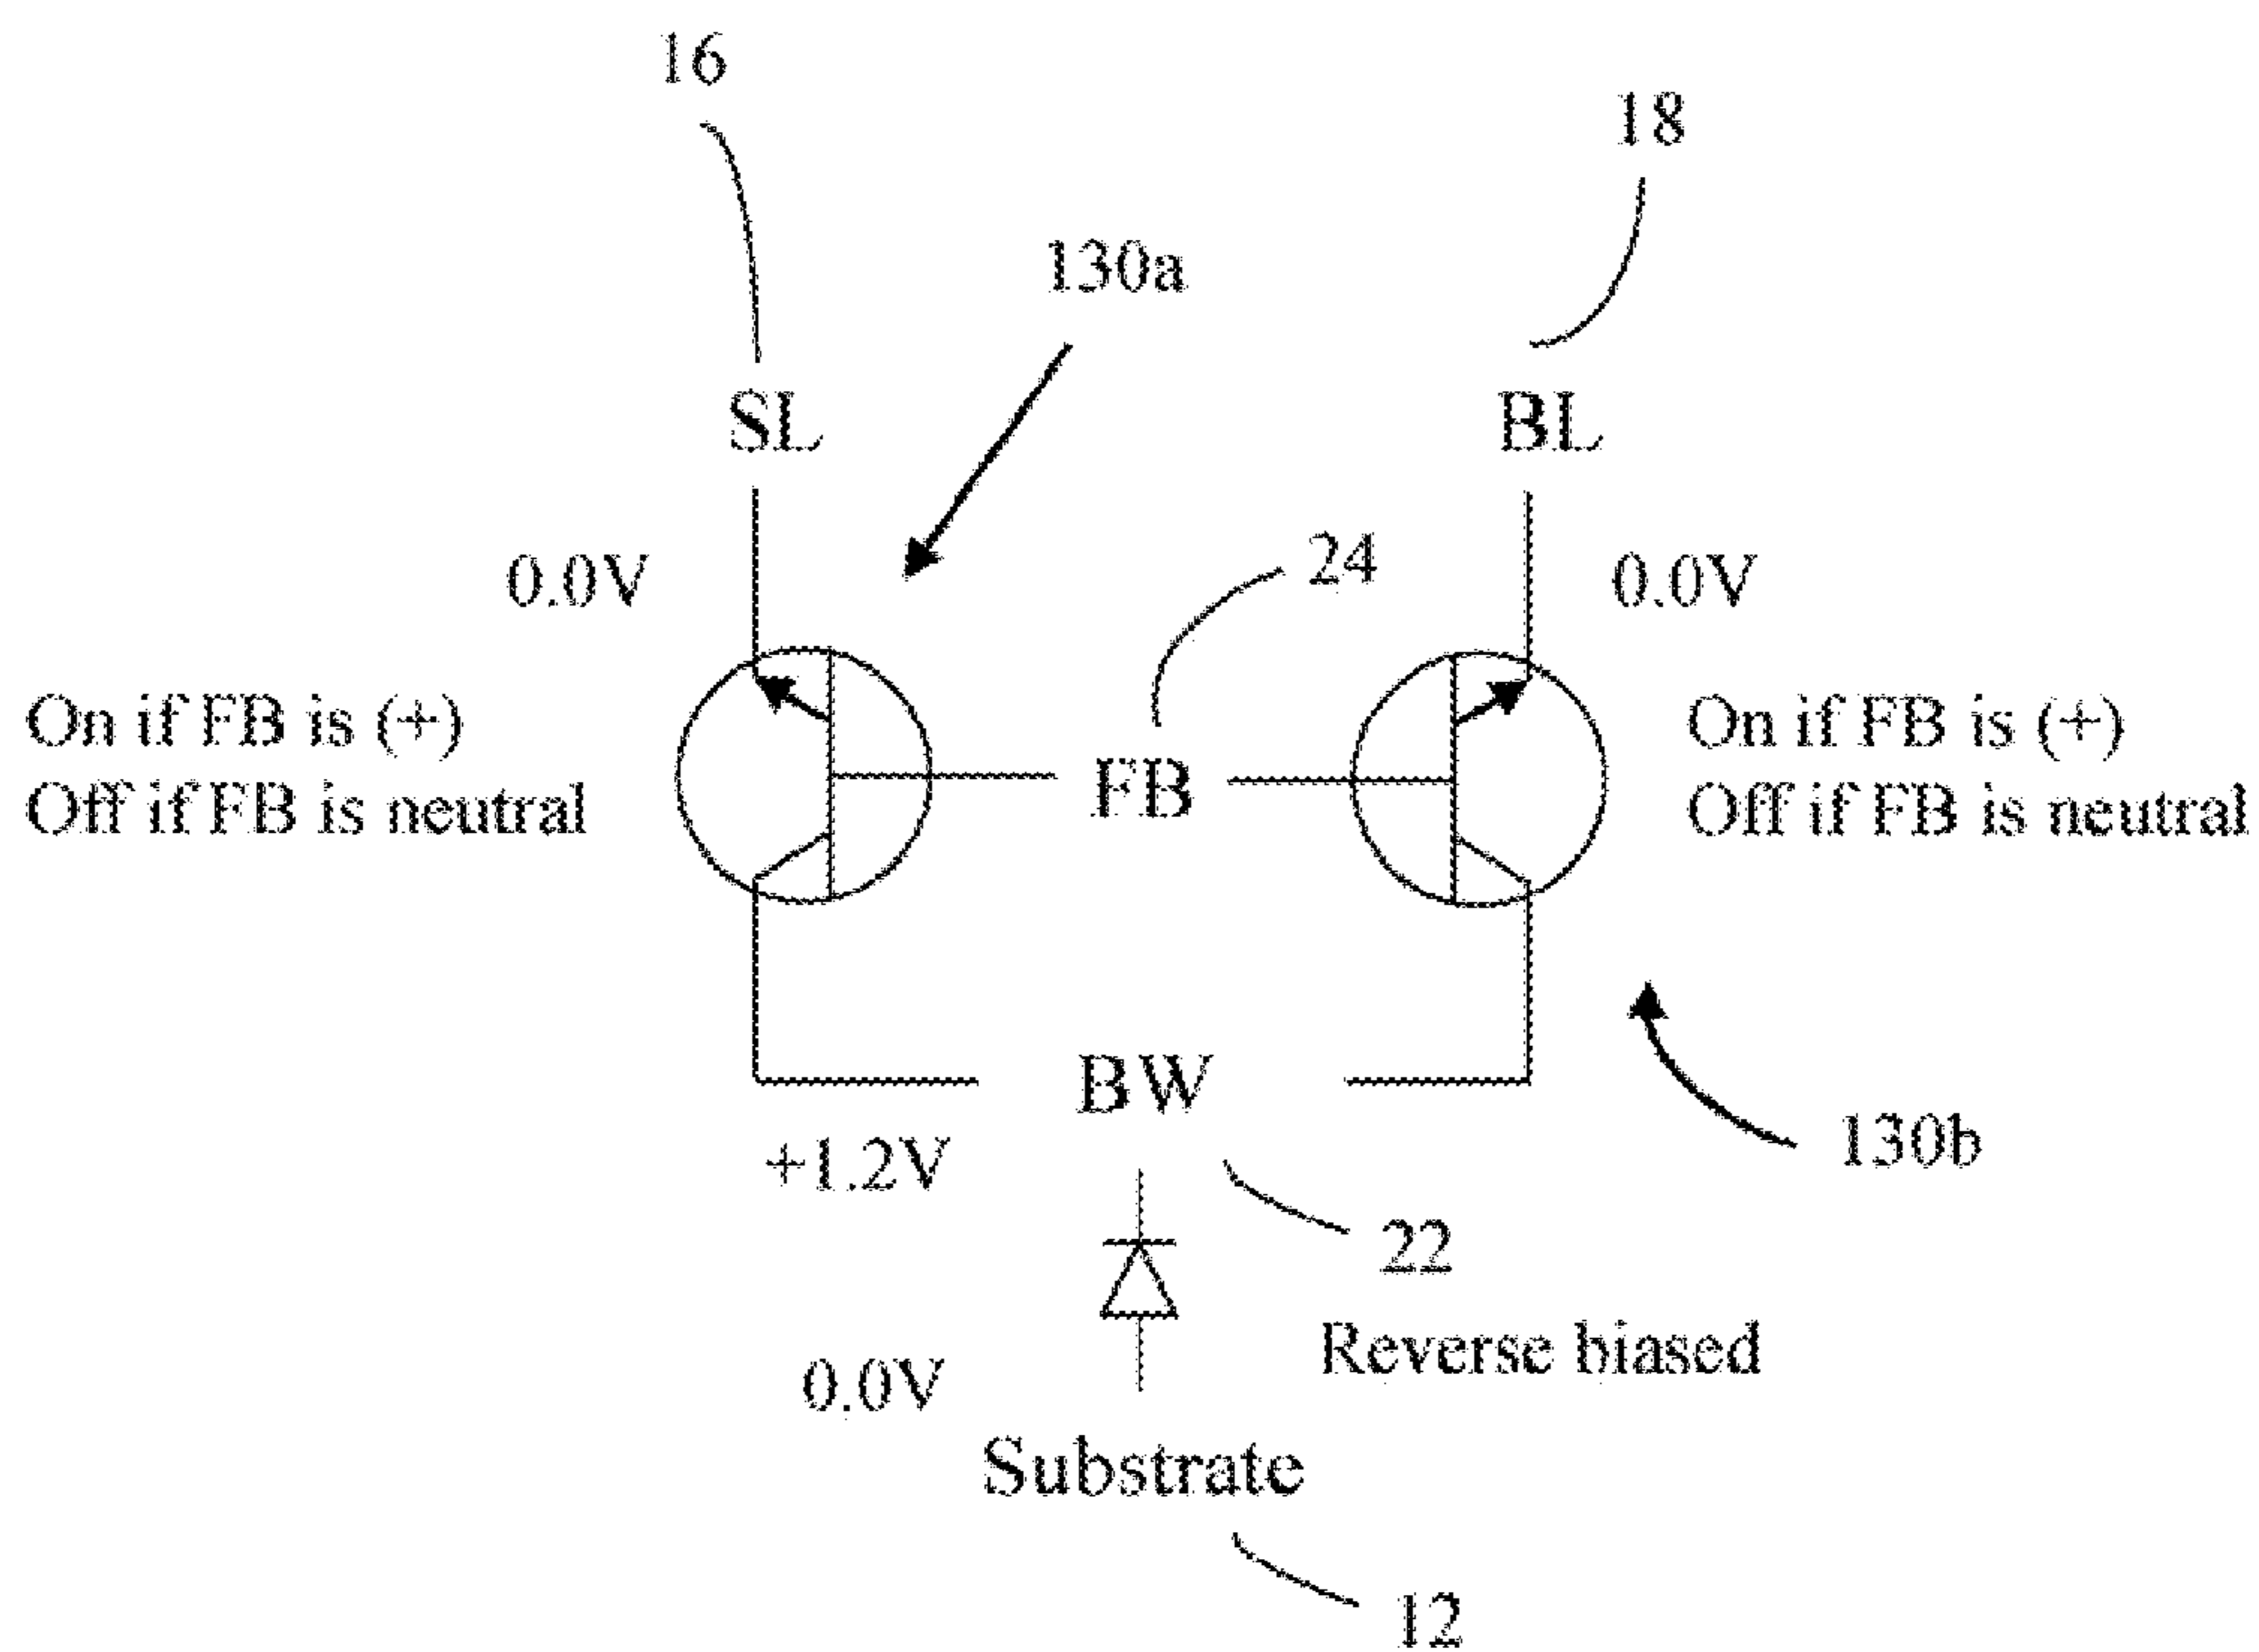 16
18
130a
SL
BL
24
0.0V
0.0V
On if FB is (+)
Off if FB is neutral
FB
On if FB is (+)
Off if FB is neutral
BW
+1.2V
130b
22
Reverse biased
0.0V
Substrate
12